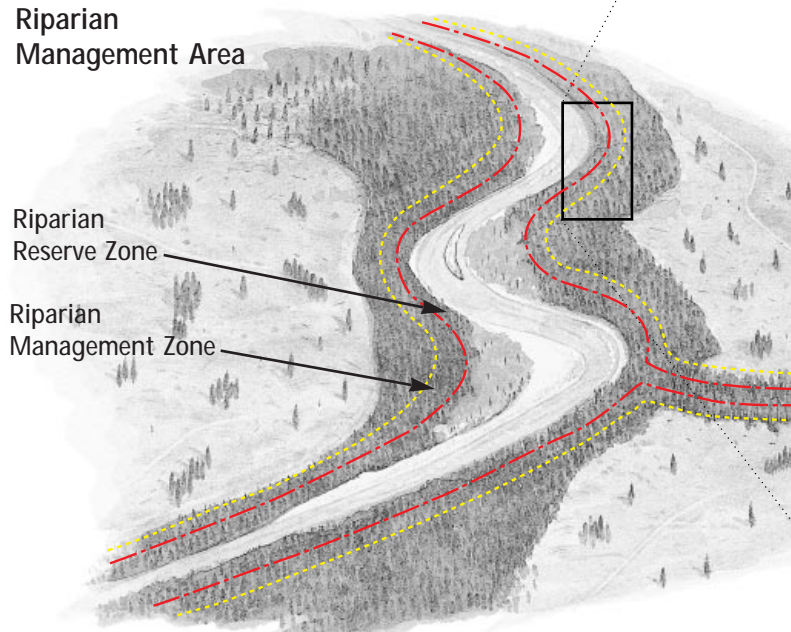 Riparian
Management Area
Riparian
Reserve Zone
Riparian
Management Zone